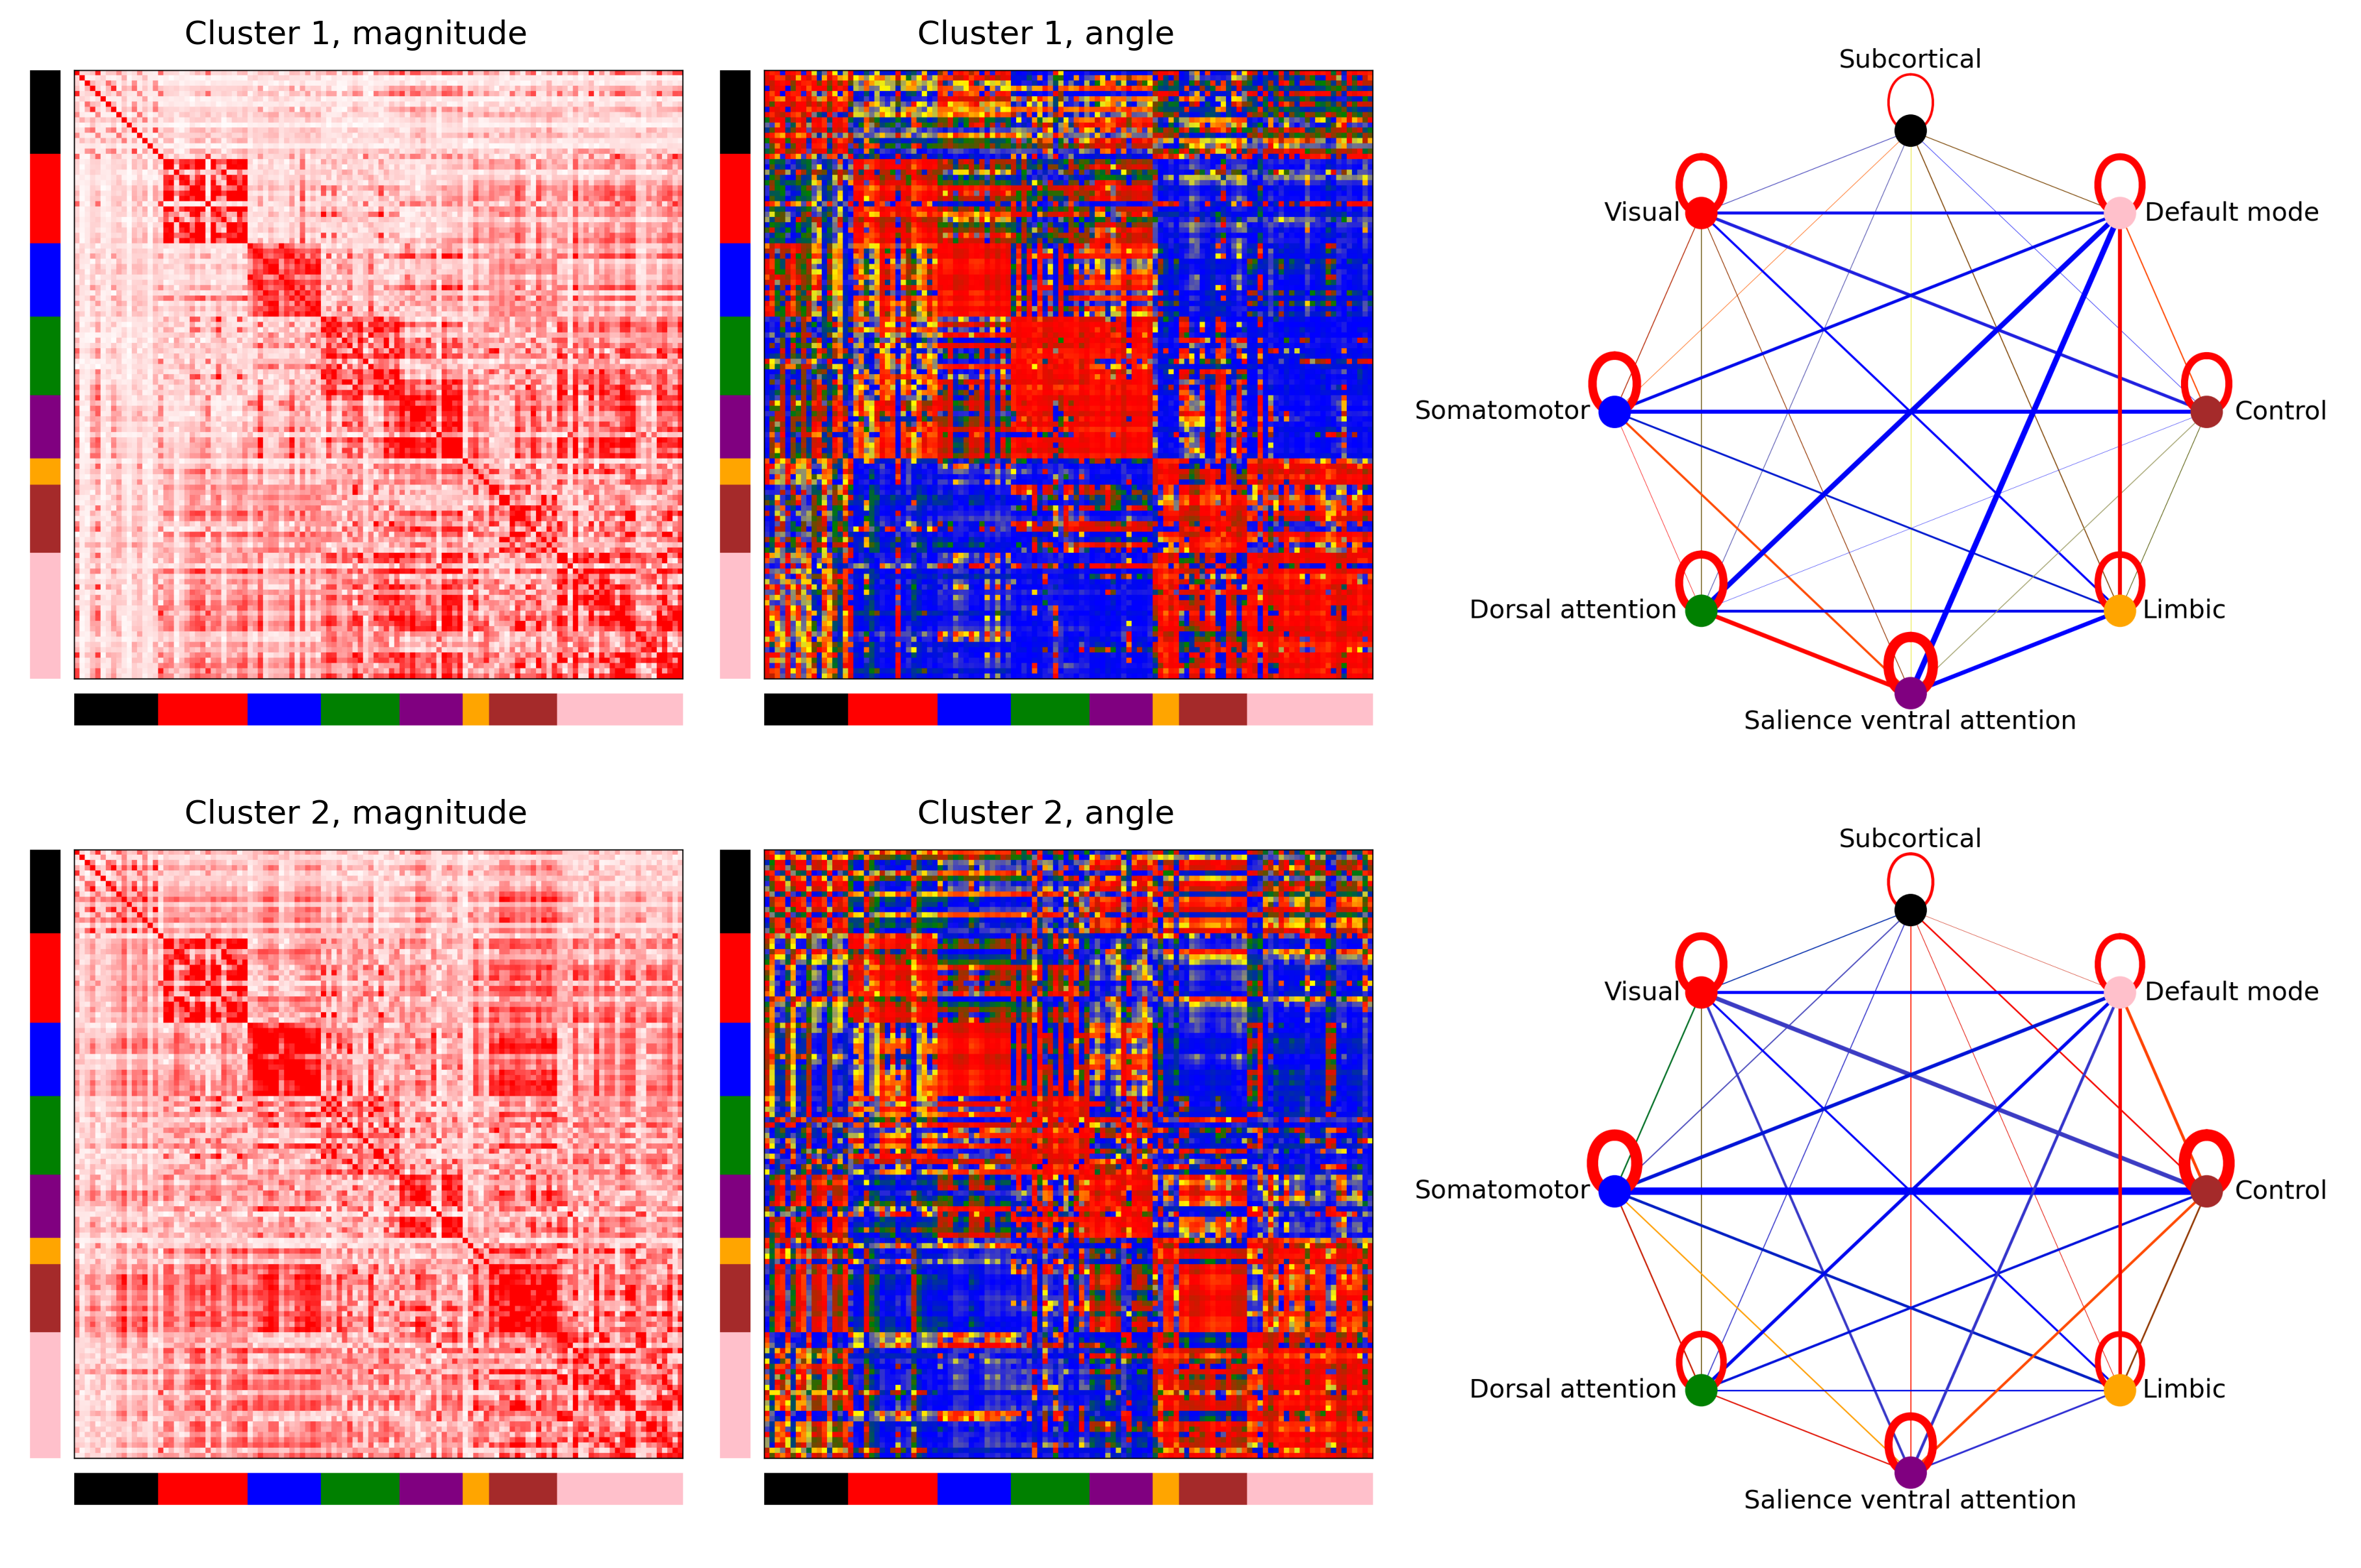 Cluster 1, magnitude
Cluster 1, angle
Subcortical
Visual
Default mode
Somatomotor
Control
Dorsal attention
Limbic
Salience ventral attention
Cluster 2, magnitude
Cluster 2, angle
Subcortical
Visual
Default mode
Somatomotor
Control
Dorsal attention
Limbic
Salience ventral attention